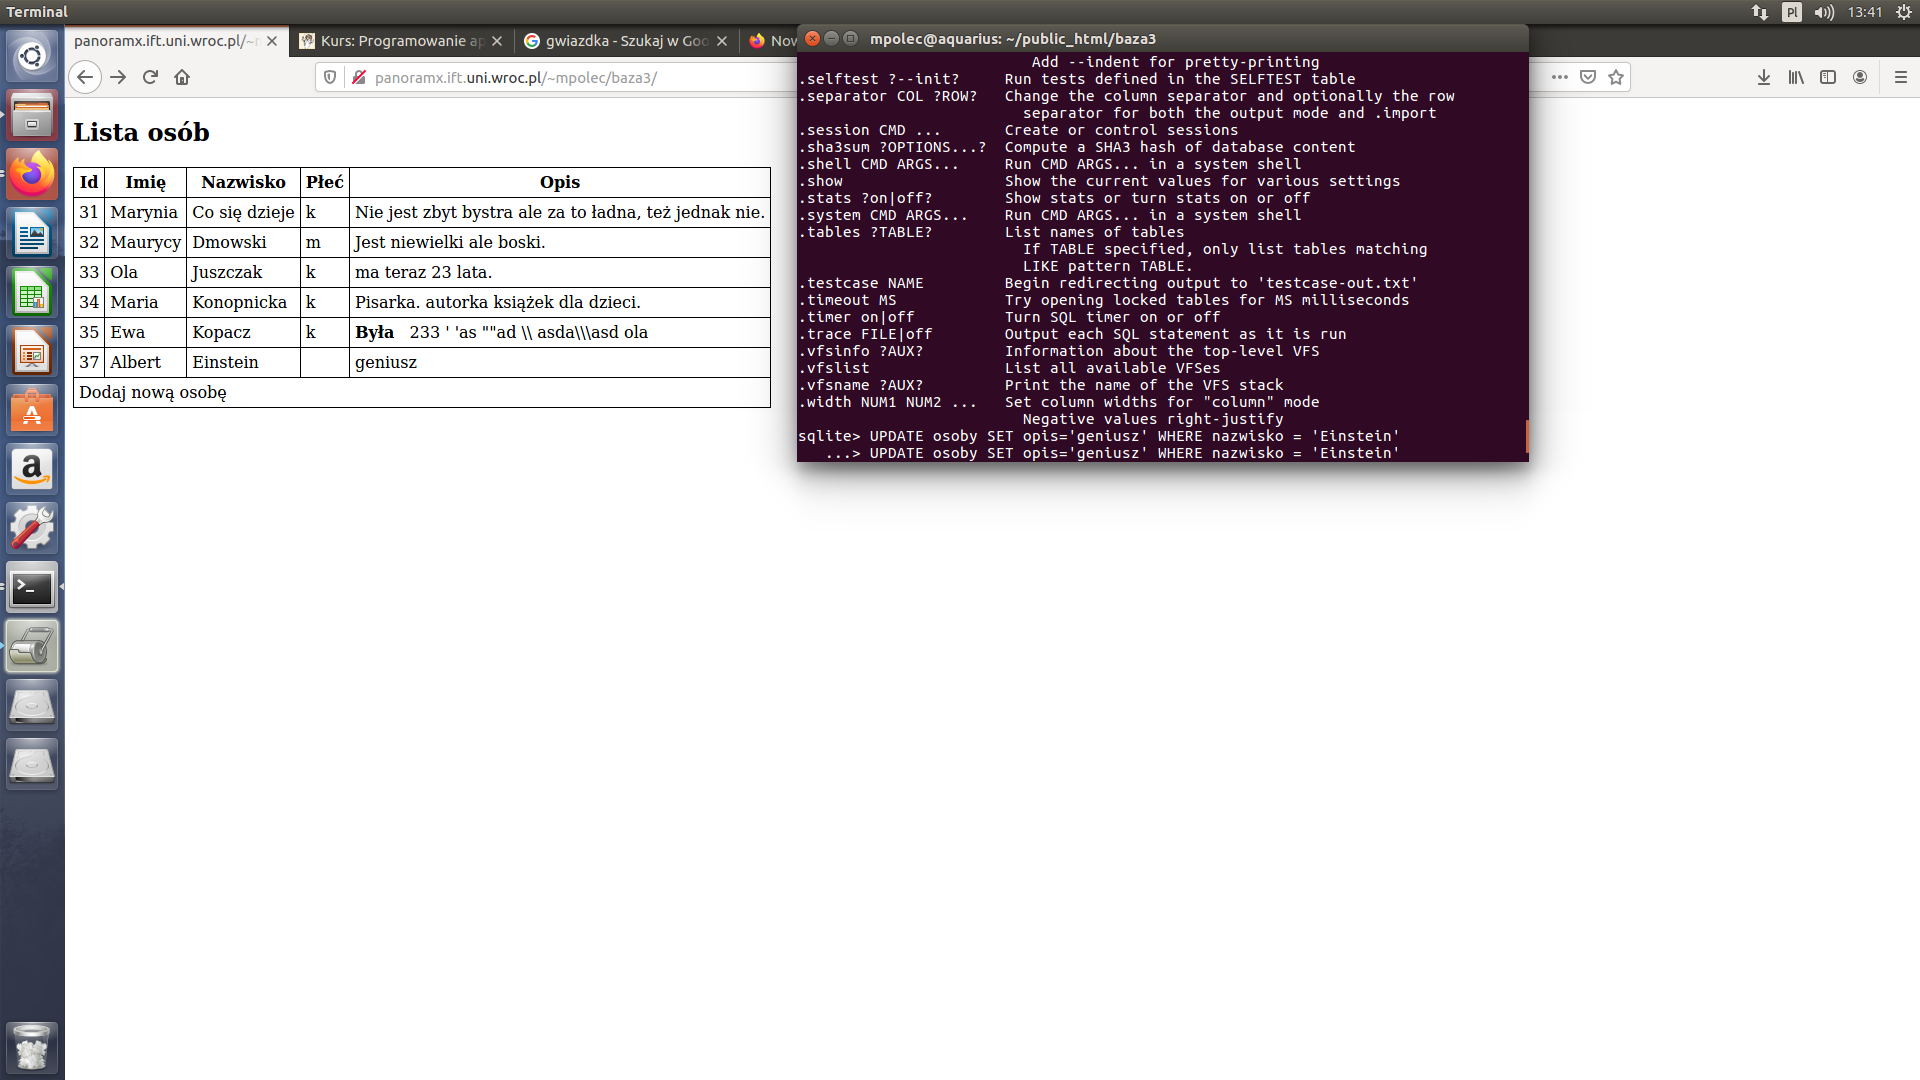 Terminal
Pl
13:41
panoramx.ift.uni.wroc.pl/~
Kurs: Programowanie ap
gwiazdka - Szukaj w Goo
Now
panoramx.ift.uni.wroc.pl/~mpolec/baza3/
Lista osób
Id Imię Nazwisko Płeć Opis
31 Marynia Co się dzieje k Nie jest zbyt bystra ale za to ładna, też jednak nie.
32 Maurycy Dmowski m Jest niewielki ale boski.
33 Ola Juszczak k ma teraz 23 lata.
34 Maria Konopnicka k Pisarka. autorka książek dla dzieci.
35 Ewa Kopacz k Była 233 ' 'as ""ad \\ asda\\\asd ola
37 Albert Einstein geniusz
Dodaj nową osobę
mpolec@aquarius: ~/public_html/baza3
Add --indent for pretty-printing
.selftest ?--init? Run tests defined in the SELFTEST table
.separator COL ?ROW? Change the column separator and optionally the row
separator for both the output mode and .import
.session CMD ... Create or control sessions
.sha3sum ?OPTIONS...? Compute a SHA3 hash of database content
.shell CMD ARGS... Run CMD ARGS... in a system shell
.show Show the current values for various settings
.stats ?on|off? Show stats or turn stats on or off
.system CMD ARGS... Run CMD ARGS... in a system shell
.tables ?TABLE? List names of tables
If TABLE specified, only list tables matching
LIKE pattern TABLE.
.testcase NAME Begin redirecting output to 'testcase-out.txt'
.timeout MS Try opening locked tables for MS milliseconds
.timer on|off Turn SQL timer on or off
.trace FILE|off Output each SQL statement as it is run
.vfsinfo ?AUX? Information about the top-level VFS
.vfslist List all available VFSes
.vfsname ?AUX? Print the name of the VFS stack
.width NUM1 NUM2 ... Set column widths for "column" mode
Negative values right-justify
sqlite> UPDATE osoby SET opis='geniusz' WHERE nazwisko = 'Einstein'
...> UPDATE osoby SET opis='geniusz' WHERE nazwisko = 'Einstein'